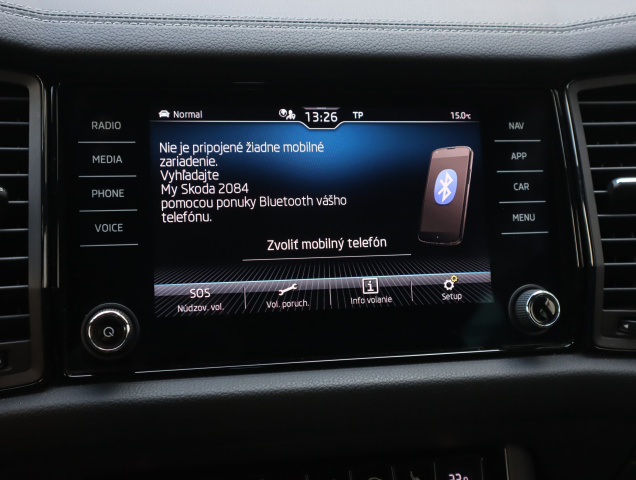 Normal
13:26
TP
15.0°C
RADIO
MEDIA
PHONE
VOICE
Nie je pripojené žiadne mobilné
zariadenie.
Vyhľadajte
My Skoda 2084
pomocou ponuky Bluetooth vášho
telefónu.
Zvoliť mobilný telefón
SOS
Núdzov. vol.
Vol. poruch.
i
Info volanie
Setup
NAV
APP
CAR
MENU